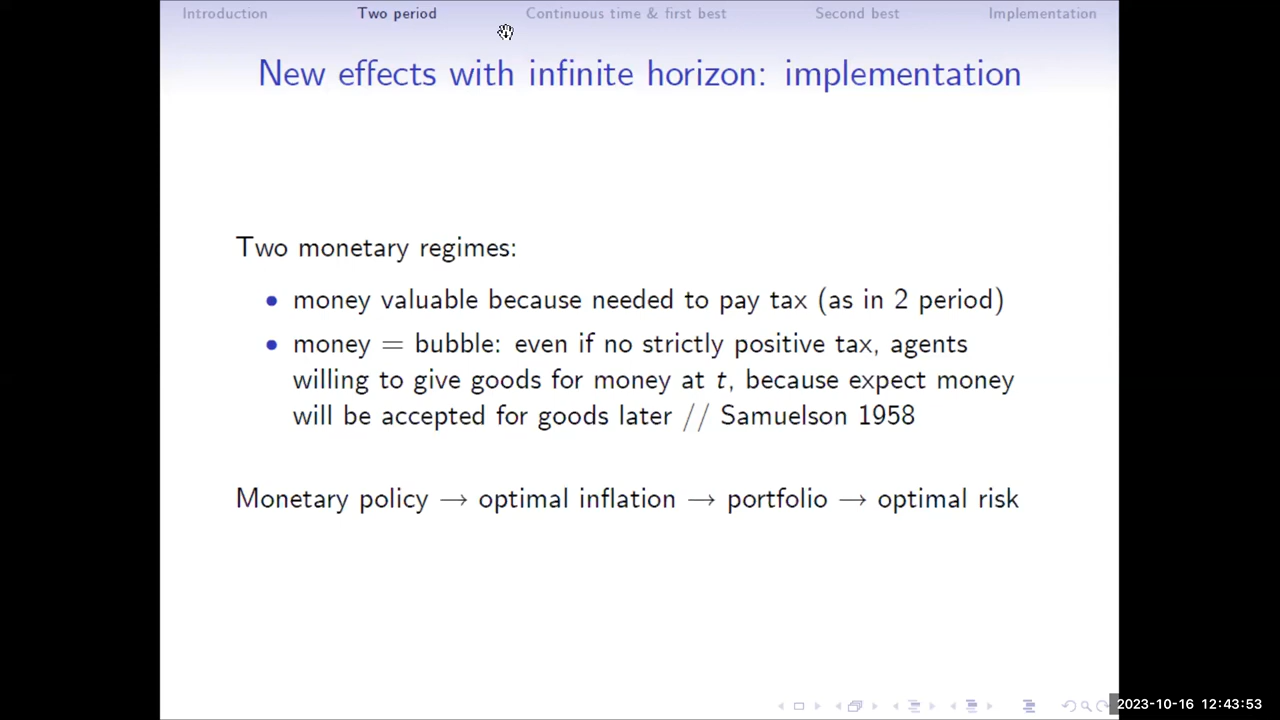 Introduction Two period Continuous time & first best Second best Implementation
New effects with infinite horizon: implementation
Two monetary regimes:
• money valuable because needed to pay tax (as in 2 period)
• money = bubble: even if no strictly positive tax, agents
willing to give goods for money at t, because expect money
will be accepted for goods later // Samuelson 1958
Monetary policy → optimal inflation → portfolio → optimal risk
2023-10-16 12:43:53